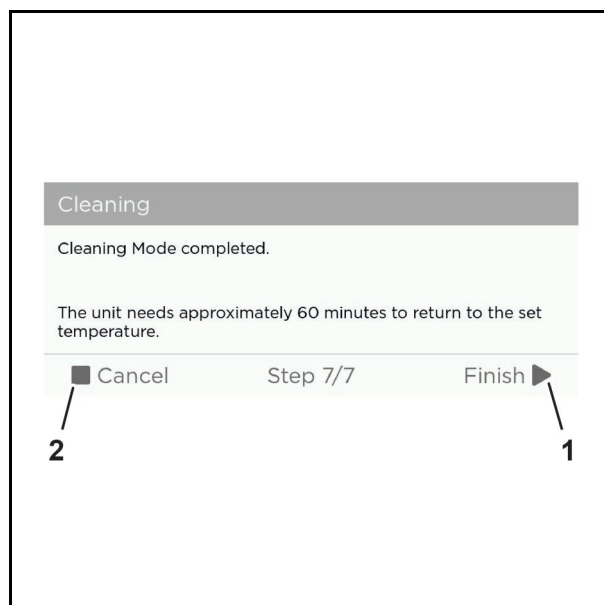 Cleaning
Cleaning Mode completed.
The unit needs approximately 60 minutes to return to the set
temperature.
Cancel Step 7/7 Finish
2 1